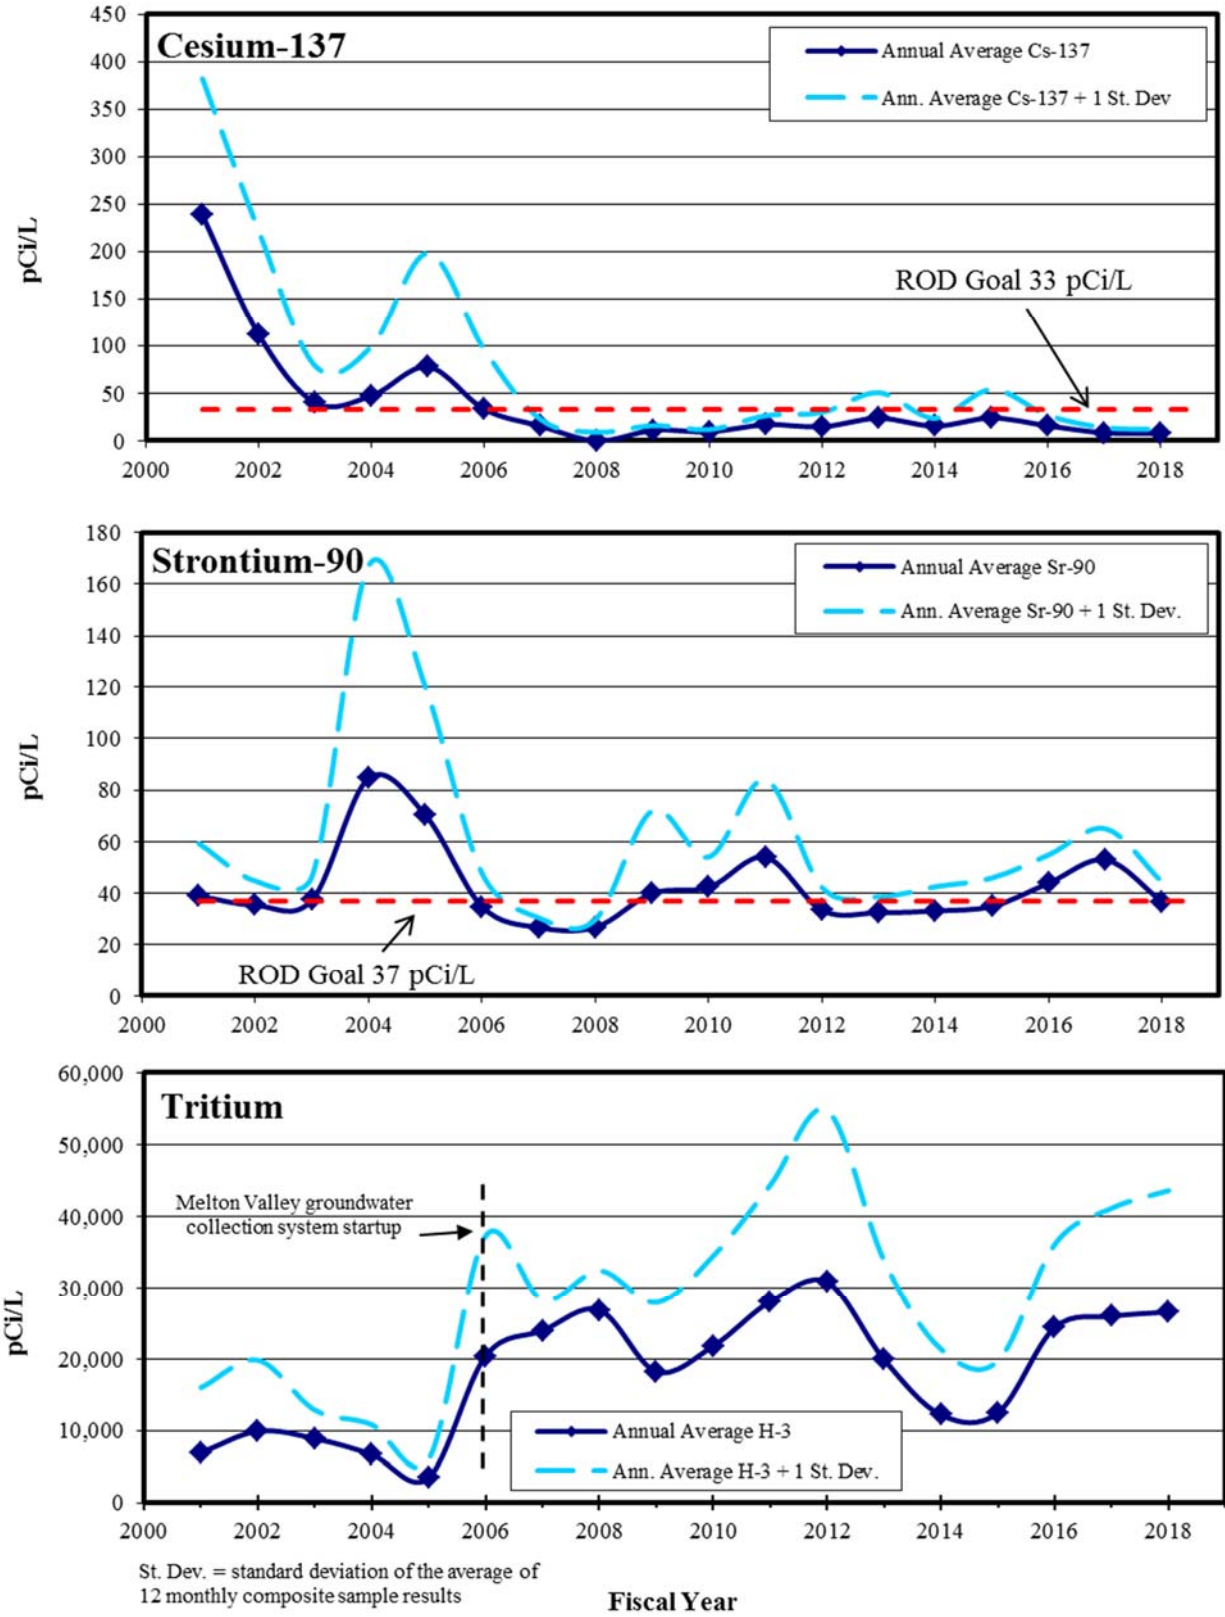 Cesium-137
Annual Average Cs-137
Ann. Average Cs-137 + 1 St. Dev
ROD Goal 33 pCi/L
pCi/L
450
400
350
300
250
200
150
100
50
0
2000 2002 2004 2006 2008 2010 2012 2014 2016 2018
Strontium-90
Annual Average Sr-90
Ann. Average Sr-90 + 1 St. Dev.
ROD Goal 37 pCi/L
pCi/L
180
160
140
120
100
80
60
40
20
0
2000 2002 2004 2006 2008 2010 2012 2014 2016 2018
Tritium
Melton Valley groundwater
collection system startup
Annual Average H-3
Ann. Average H-3 + 1 St. Dev.
pCi/L
60,000
50,000
40,000
30,000
20,000
10,000
0
2000 2002 2004 2006 2008 2010 2012 2014 2016 2018
St. Dev. = standard deviation of the average of
12 monthly composite sample results
Fiscal Year